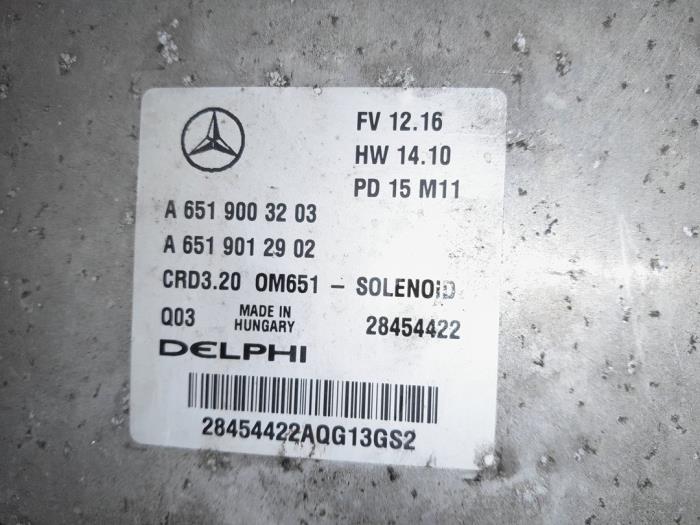 FV 12.16
HW 14.10
PD 15 M11
A 651 900 32 03
A 651 901 29 02
CRD3.20 OM651 - SOLENOID
Q03 MADE IN HUNGARY 28454422
DELPHI
28454422AQG13GS2